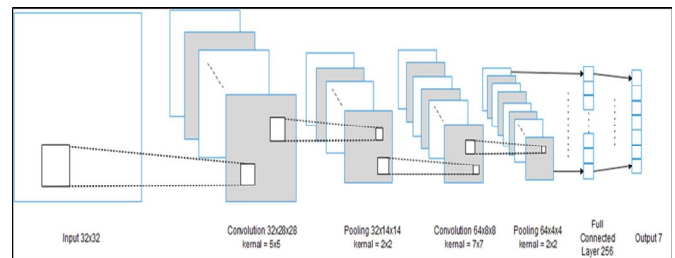 Input 32x32
Convolution 32x28x28
kernal = 5x5
Pooling 32x14x14
kernal = 2x2
Convolution 64x8x8
kernal = 7x7
Pooling 64x4x4
kernal = 2x2
Full
Connected
Layer 256
Output 7